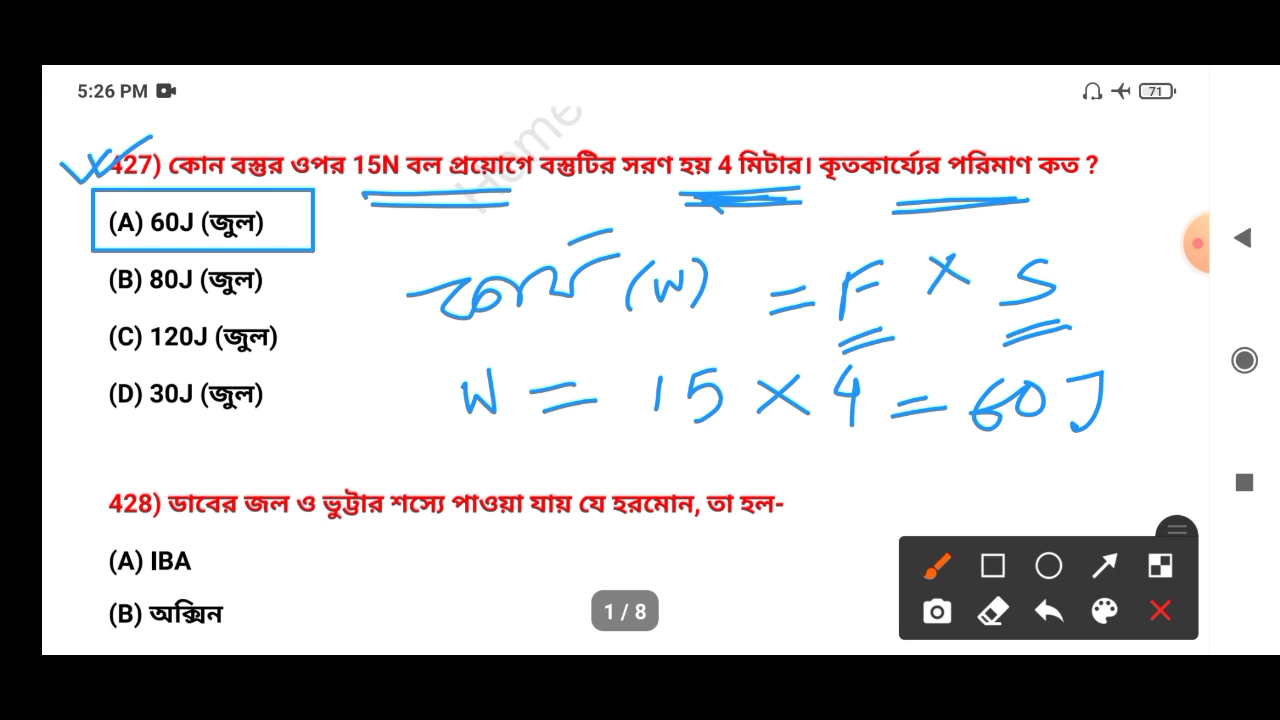 5:26 PM
71
Home
427) কোন বস্তুর ওপর 15N বল প্রয়োগে বস্তুটির সরণ হয় 4 মিটার। কৃতকার্য্যের পরিমাণ কত ?
(A) 60J (জুল)
(B) 80J (জুল)
(C) 120J (জুল)
(D) 30J (জুল)
কার্য (W) = F × S
W = 15 × 4 = 60J
428) ডাবের জল ও ভুট্টার শস্যে পাওয়া যায় যে হরমোন, তা হল-
(A) IBA
(B) অক্সিন
1 / 8